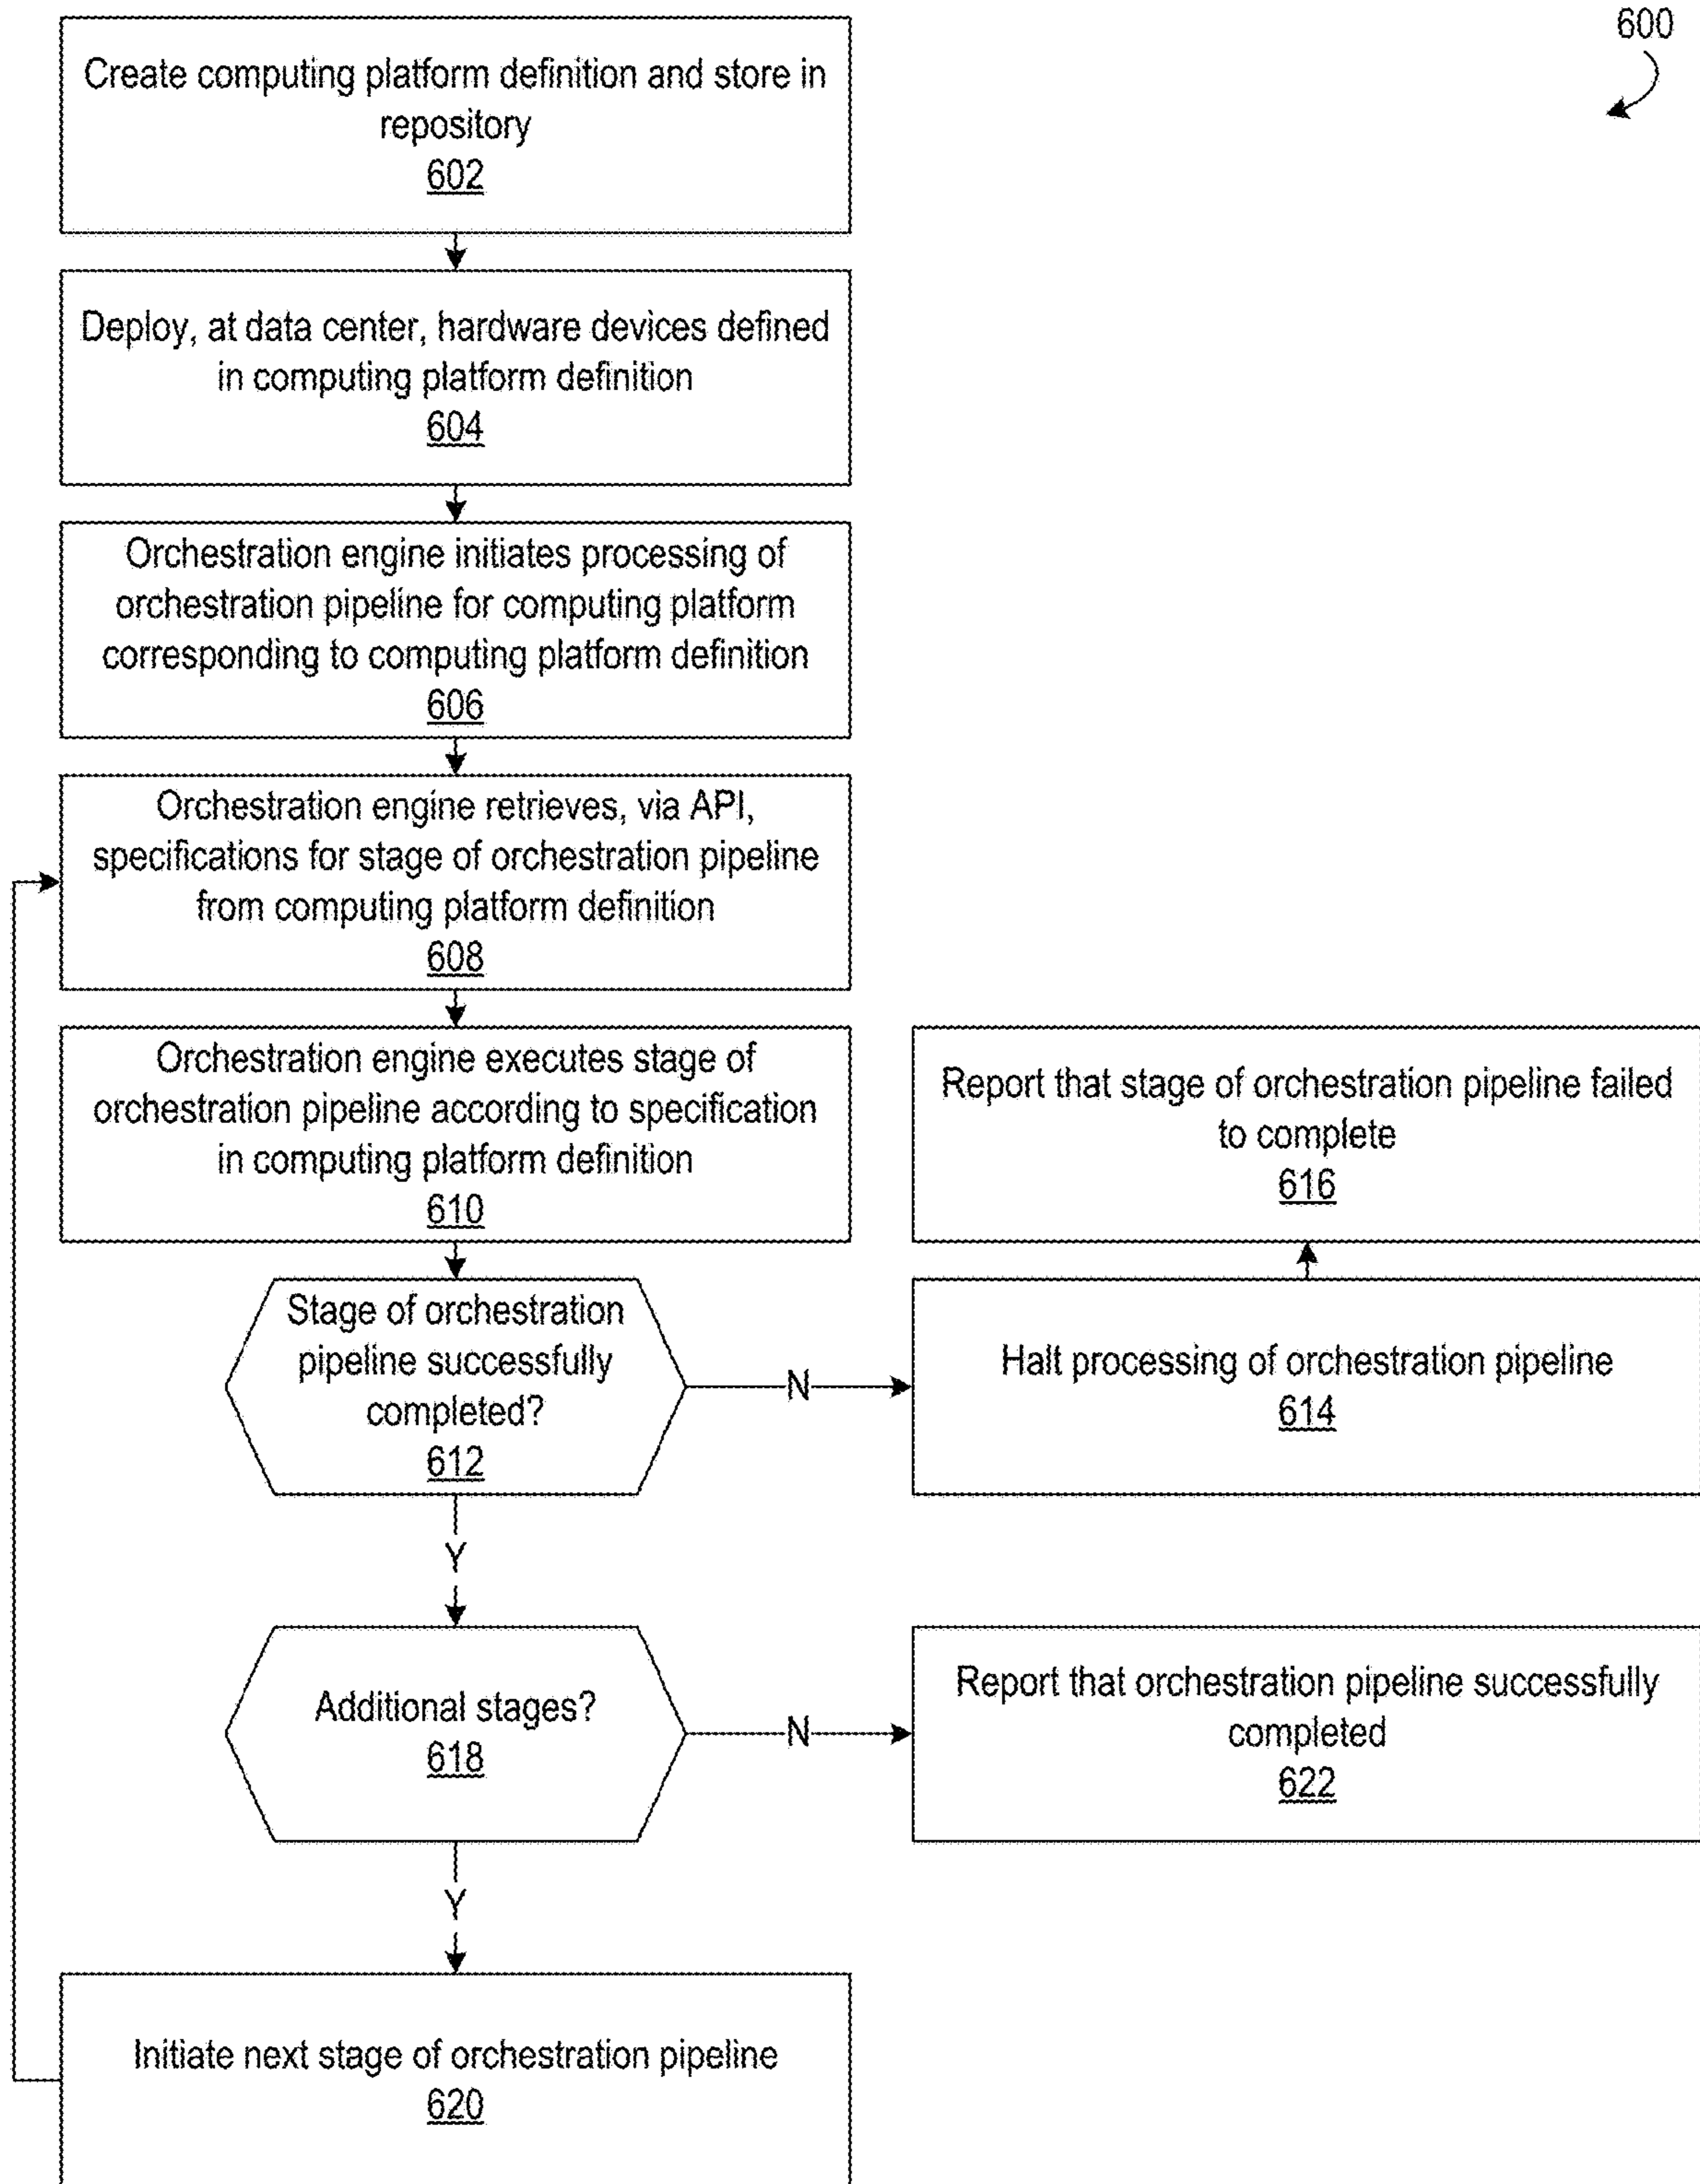 600
Create computing platform definition and store in
repository
602
Deploy, at data center, hardware devices defined
in computing platform definition
604
Orchestration engine initiates processing of
orchestration pipeline for computing platform
corresponding to computing platform definition
606
Orchestration engine retrieves, via API,
specifications for stage of orchestration pipeline
from computing platform definition
608
Orchestration engine executes stage of
orchestration pipeline according to specification
in computing platform definition
610
Report that stage of orchestration pipeline failed
to complete
616
Stage of orchestration
pipeline successfully
completed?
612
N
Halt processing of orchestration pipeline
614
Y
Additional stages?
618
N
Report that orchestration pipeline successfully
completed
622
Y
Initiate next stage of orchestration pipeline
620